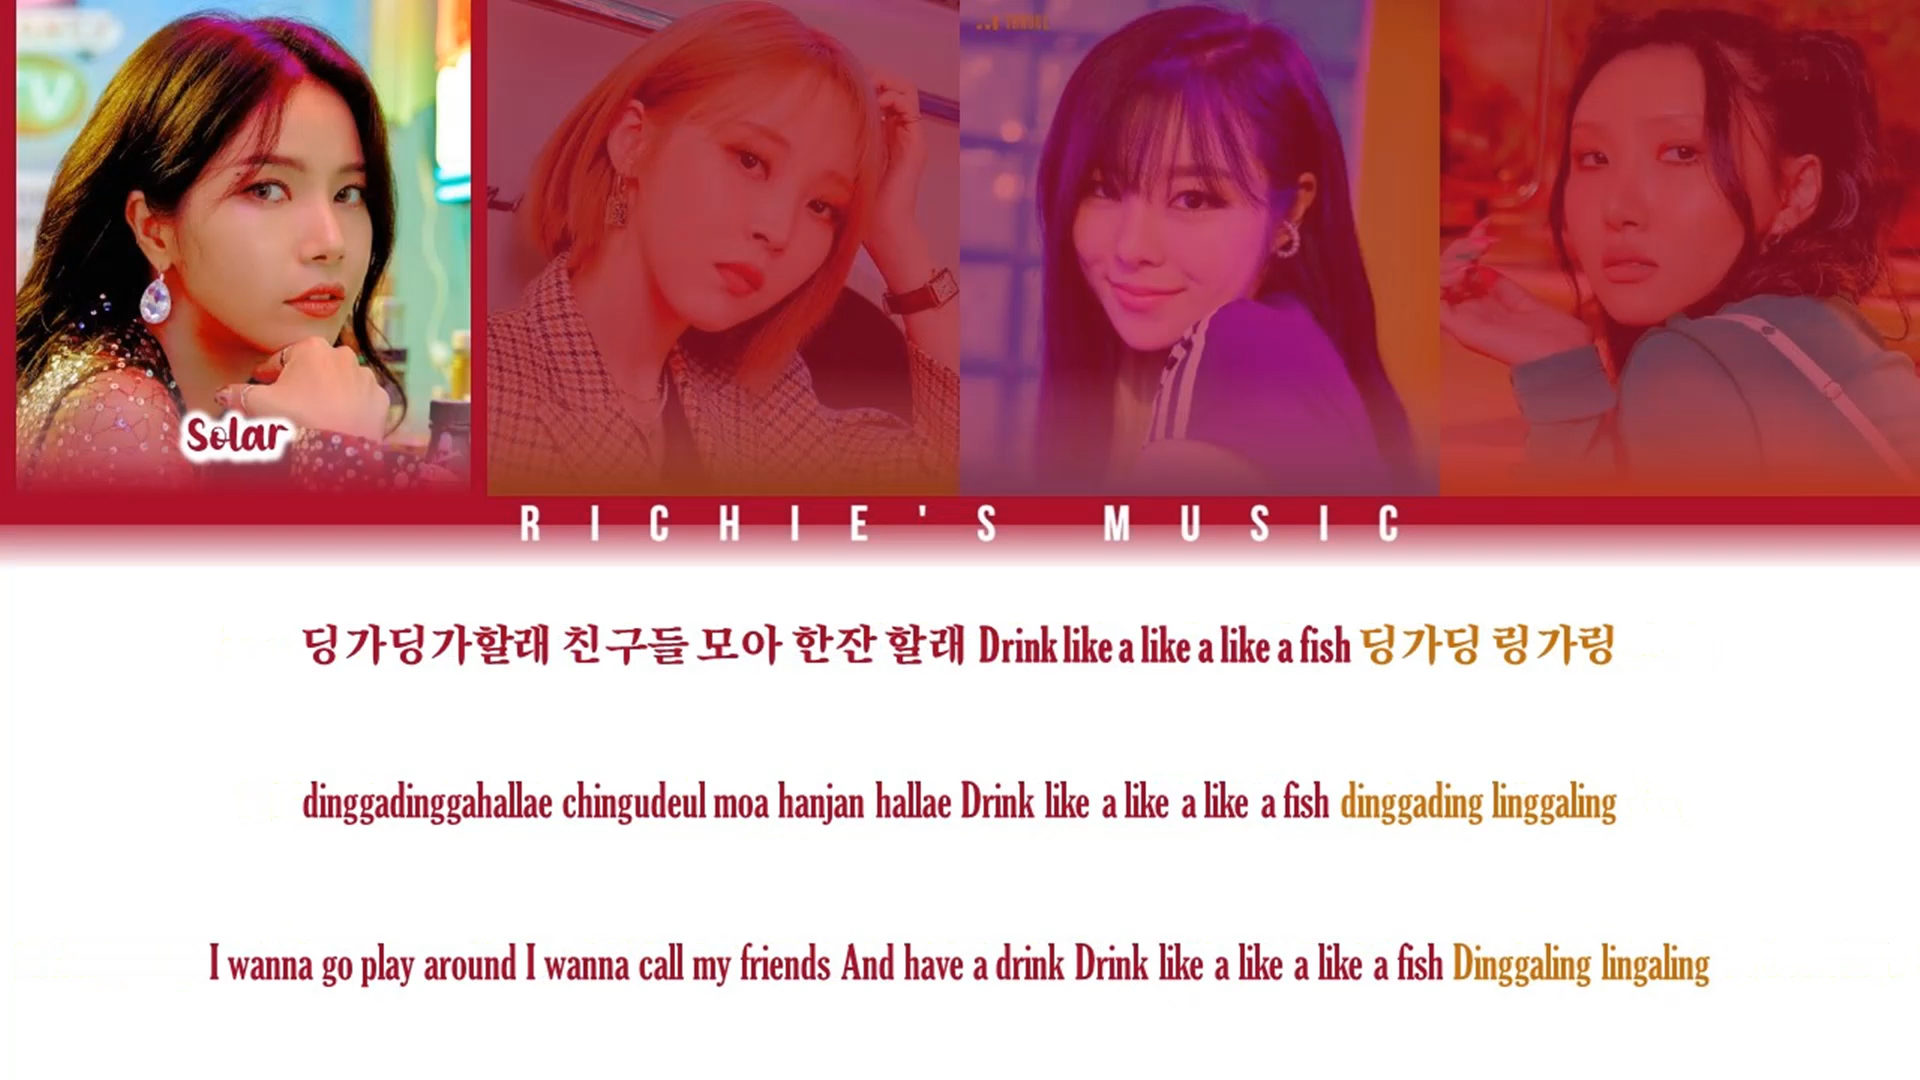 Solar
RICHIE'S MUSIC
딩가딩가할래 친구들 모아 한잔 할래 Drink like a like a like a fish 딩가딩 링가링
dinggadinggahallae chingudeul moa hanjan hallae Drink like a like a like a fish dinggading linggaling
I wanna go play around I wanna call my friends And have a drink Drink like a like a like a fish Dinggaling lingaling